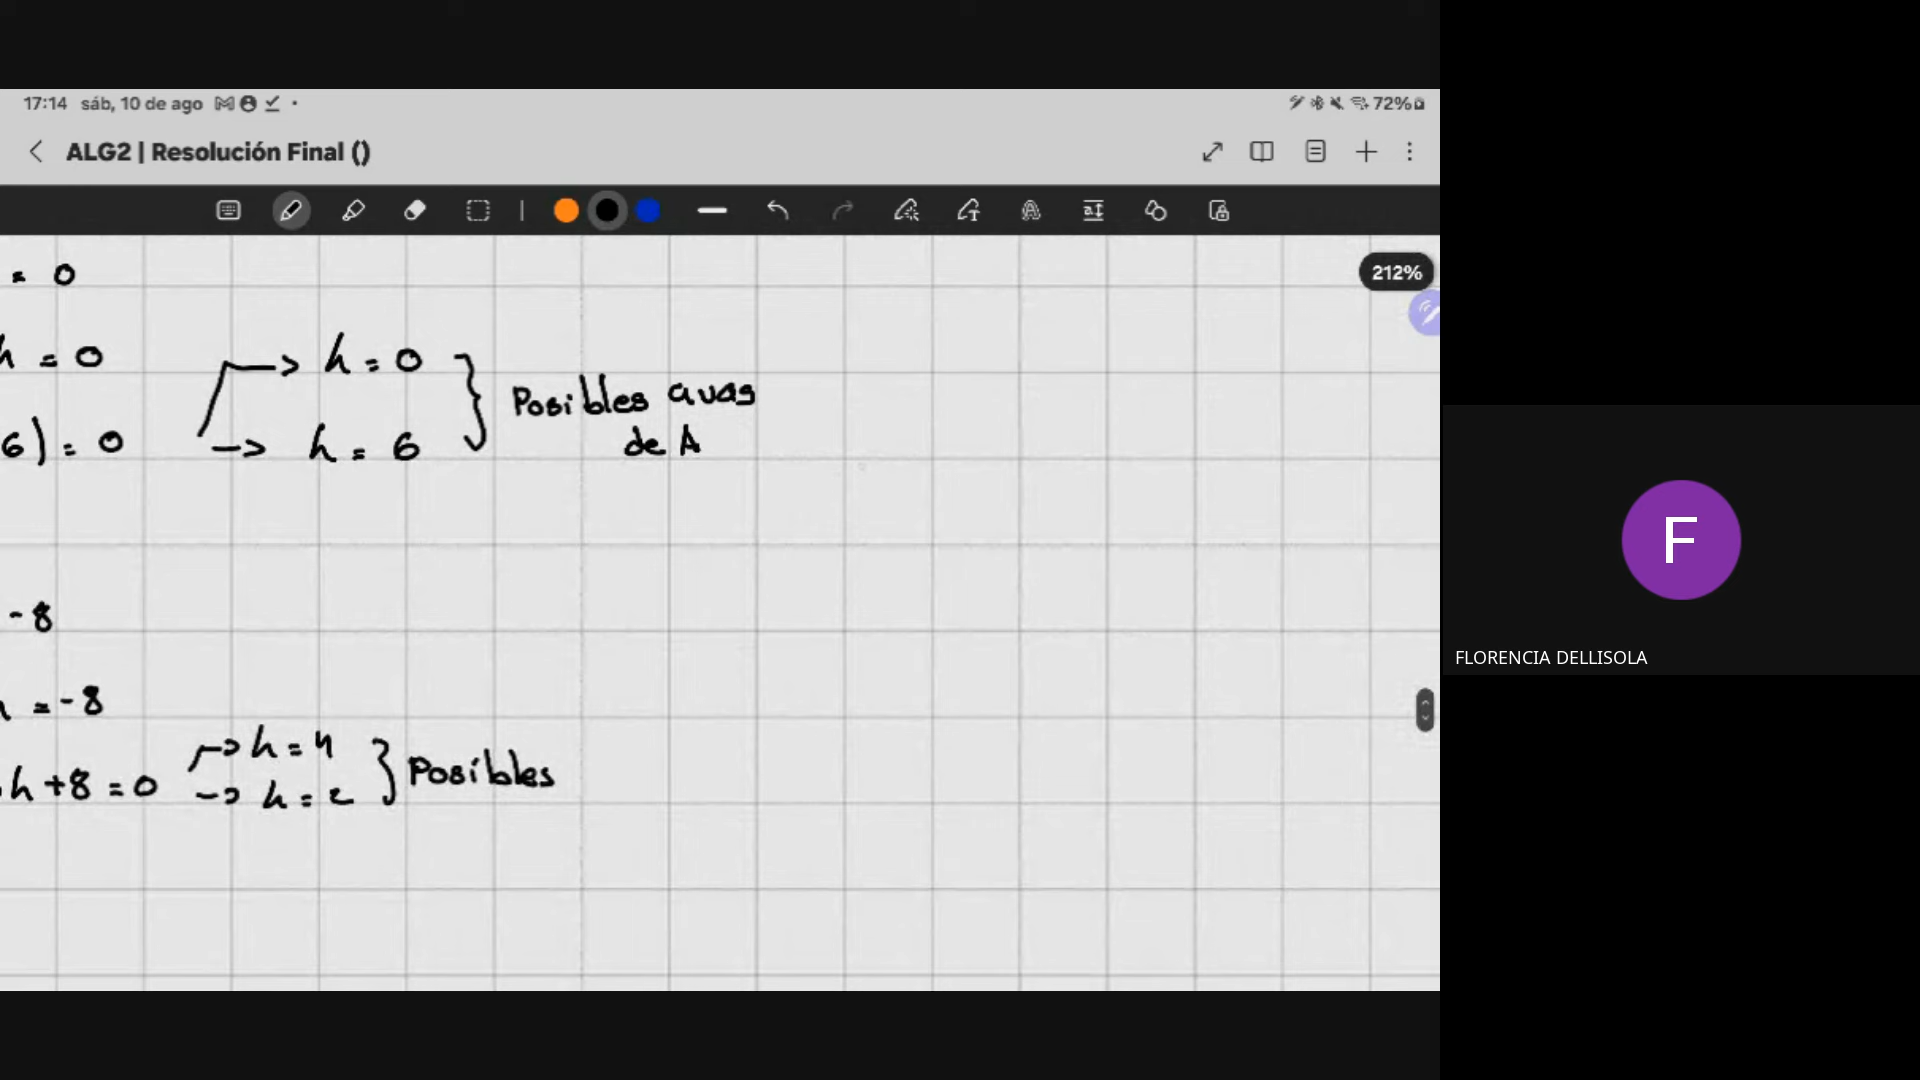 17:14 sáb, 10 de ago
72%
ALG2 | Resolución Final ()
212%
= 0
h = 0
→ h = 0
Posibles avas
6) = 0
→ h = 6
de A
-8
= -8
→ h = 4
h + 8 = 0
→ h = 2
Posibles
F
FLORENCIA DELLISOLA